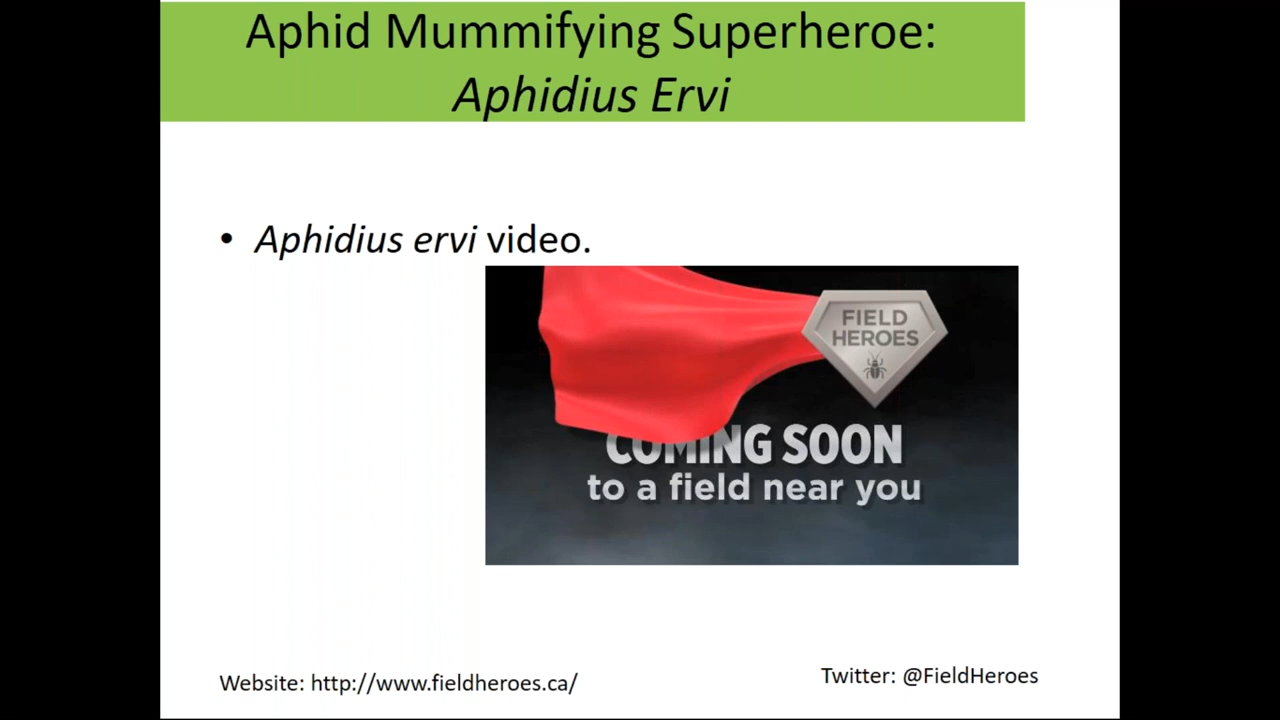 Aphid Mummifying Superheroe:
Aphidius Ervi
• Aphidius ervi video.
FIELD
HEROES
COMING SOON
to a field near you
Website: http://www.fieldheroes.ca/
Twitter: @FieldHeroes